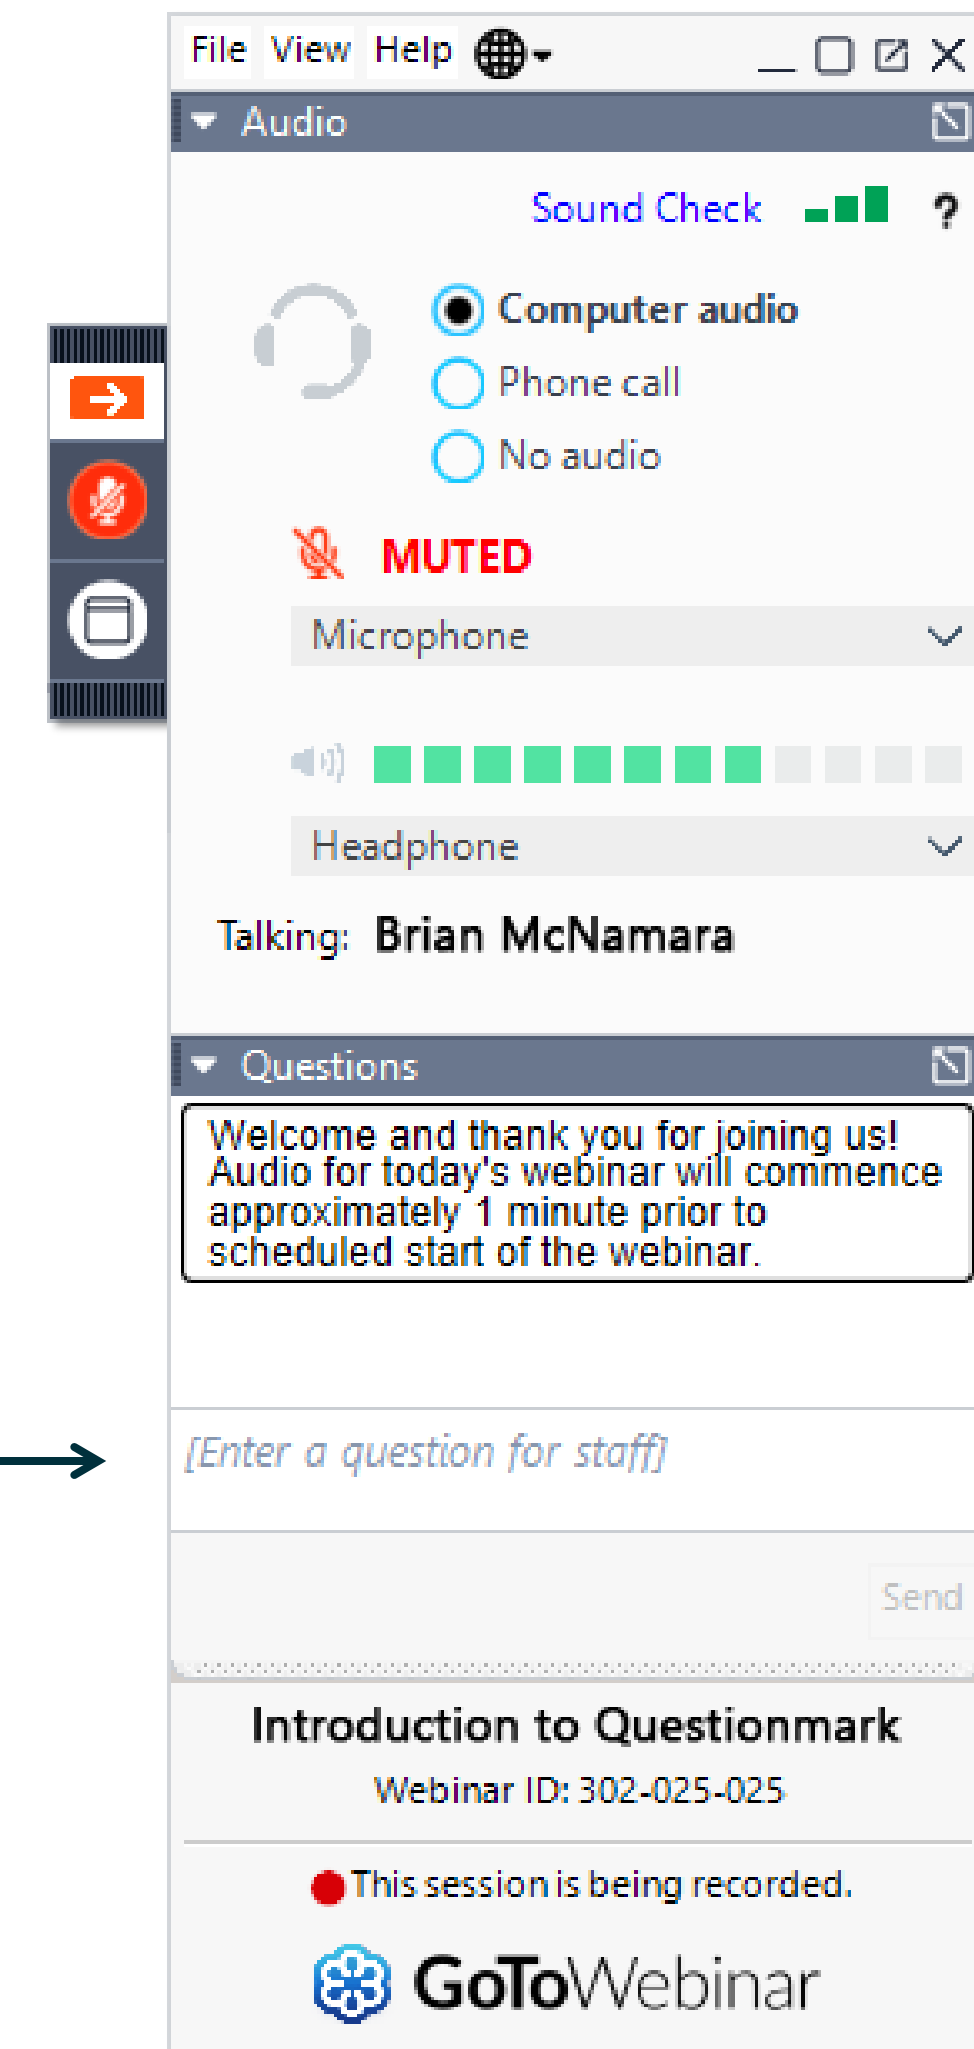 File View Help
Audio
Sound Check ?
Computer audio
Phone call
No audio
MUTED
Microphone
Headphone
Talking: Brian McNamara
Questions
Welcome and thank you for joining us!
Audio for today's webinar will commence
approximately 1 minute prior to
scheduled start of the webinar.
[Enter a question for staff]
Send
Introduction to Questionmark
Webinar ID: 302-025-025
This session is being recorded.
GoToWebinar